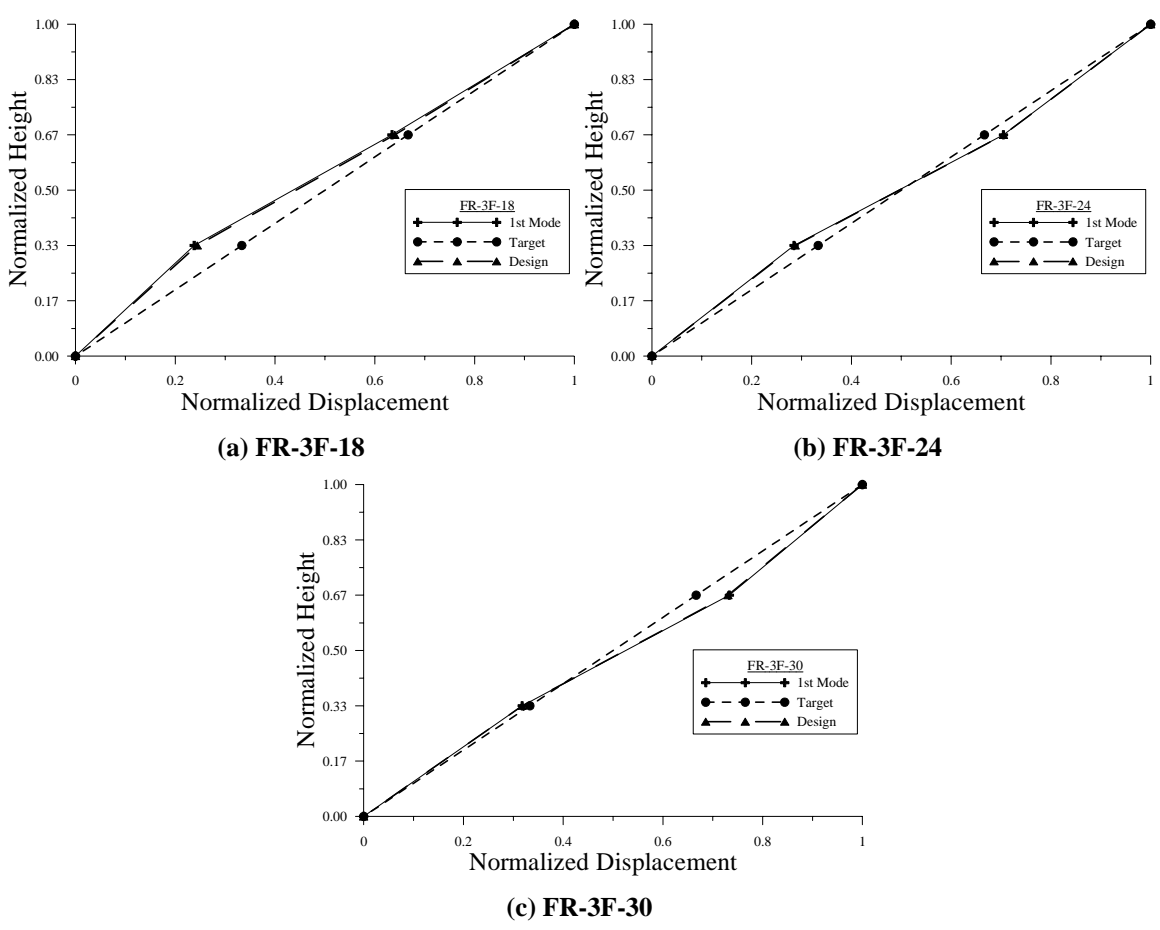 1.00
0.83
0.67
0.50
0.33
0.17
0.00
Normalized Height
0 0.2 0.4 0.6 0.8 1
Normalized Displacement
FR-3F-18
1st Mode
Target
Design
(a) FR-3F-18
1.00
0.83
0.67
0.50
0.33
0.17
0.00
Normalized Height
0 0.2 0.4 0.6 0.8 1
Normalized Displacement
FR-3F-24
1st Mode
Target
Design
(b) FR-3F-24
1.00
0.83
0.67
0.50
0.33
0.17
0.00
Normalized Height
0 0.2 0.4 0.6 0.8 1
Normalized Displacement
FR-3F-30
1st Mode
Target
Design
(c) FR-3F-30